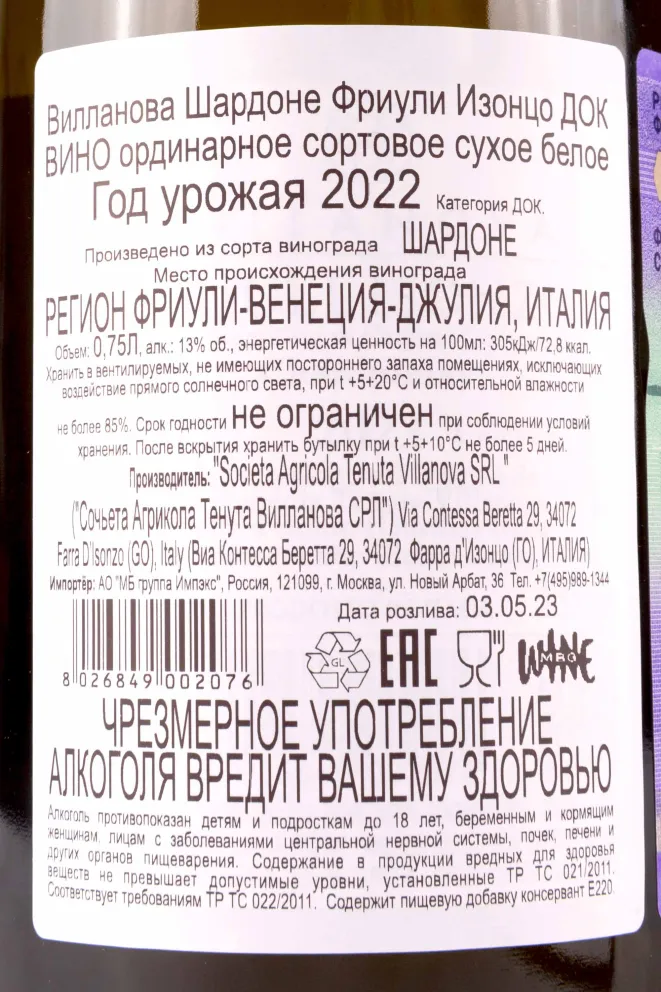 Вилланова Шардоне Фриули Изонцо ДОК
ВИНО ординарное сортовое сухое белое
Год урожая 2022 Категория ДОК.
Произведено из сорта винограда ШАРДОНЕ
Место происхождения винограда
РЕГИОН ФРИУЛИ-ВЕНЕЦИЯ-ДЖУЛИЯ, ИТАЛИЯ
Объем: 0,75Л, алк.: 13% об., энергетическая ценность на 100мл: 305кДж/72,8 ккал.
Хранить в вентилируемых, не имеющих постороннего запаха помещениях, исключающих
воздействие прямого солнечного света, при t +5+20°С и относительной влажности
не более 85%. Срок годности не ограничен при соблюдении условий
хранения. После вскрытия хранить бутылку при t +5+10°С не более 5 дней.
Производитель: "Societa Agricola Tenuta Villanova SRL "
("Сочьета Агрикола Тенута Вилланова СРЛ") Via Contessa Beretta 29, 34072
Farra D'Isonzo (GO), Italy (Виа Контесса Беретта 29, 34072 Фарра д'Изонцо (ГО), ИТАЛИЯ)
Импортёр: АО "МБ группа Импэкс", Россия, 121099, г. Москва, ул. Новый Арбат, 36 Тел. +7(495)989-1344
Дата розлива: 03.05.23
8 026849 002076
GL
EAC
WINE
МБG
ЧРЕЗМЕРНОЕ УПОТРЕБЛЕНИЕ
АЛКОГОЛЯ ВРЕДИТ ВАШЕМУ ЗДОРОВЬЮ
Алкоголь противопоказан детям и подросткам до 18 лет, беременным и кормящим
женщинам, лицам с заболеваниями центральной нервной системы, почек, печени и
других органов пищеварения. Содержание в продукции вредных для здоровья
веществ не превышает допустимые уровни, установленные ТР ТС 021/2011.
Соответствует требованиям ТР ТС 022/2011. Содержит пищевую добавку консервант Е220